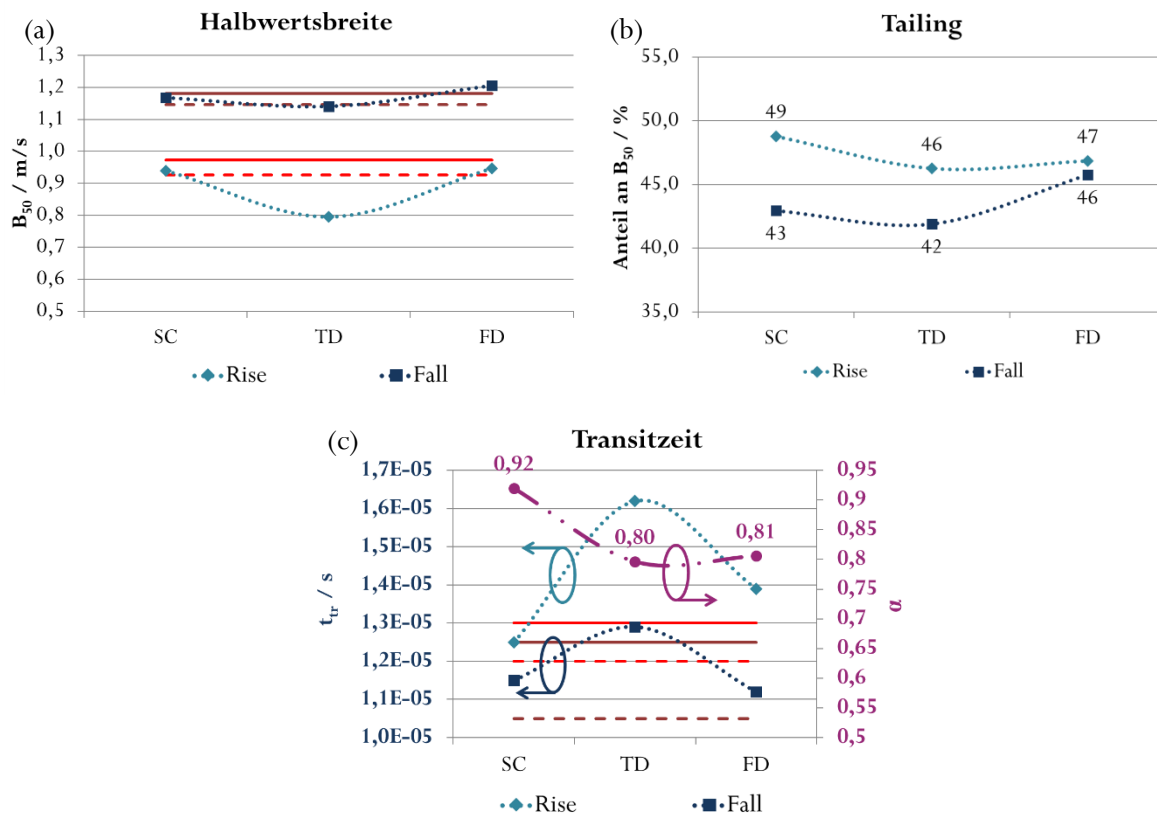 (a)
Halbwertsbreite
B₅₀ / m/s
1,3
1,2
1,1
1,0
0,9
0,8
0,7
0,6
0,5
SC TD FD
Rise Fall
(b)
Tailing
Anteil an B₅₀ / %
55,0
50,0
45,0
40,0
35,0
49 46 47
43 42 46
SC TD FD
Rise Fall
(c)
Transitzeit
t_tr / s
1,7E-05
1,6E-05
1,5E-05
1,4E-05
1,3E-05
1,2E-05
1,1E-05
1,0E-05
0,92
0,80
0,81
0,95
0,9
0,85
0,8
0,75
0,7
0,65
0,6
0,55
0,5
α
SC TD FD
Rise Fall